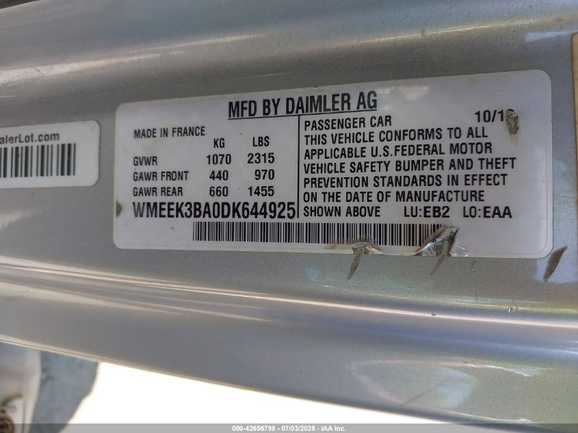 alerLot.com
MFD BY DAIMLER AG
MADE IN FRANCE
KG LBS
GVWR 1070 2315
GAWR FRONT 440 970
GAWR REAR 660 1455
WMEEK3BA0DK644925
PASSENGER CAR
THIS VEHICLE CONFORMS TO ALL
APPLICABLE U.S.FEDERAL MOTOR
VEHICLE SAFETY BUMPER AND THEFT
PREVENTION STANDARDS IN EFFECT
ON THE DATE OF MANUFACTURE
SHOWN ABOVE LU:EB2 LO:EAA
000-42656798 | 07/03/2025 | IAA Inc.